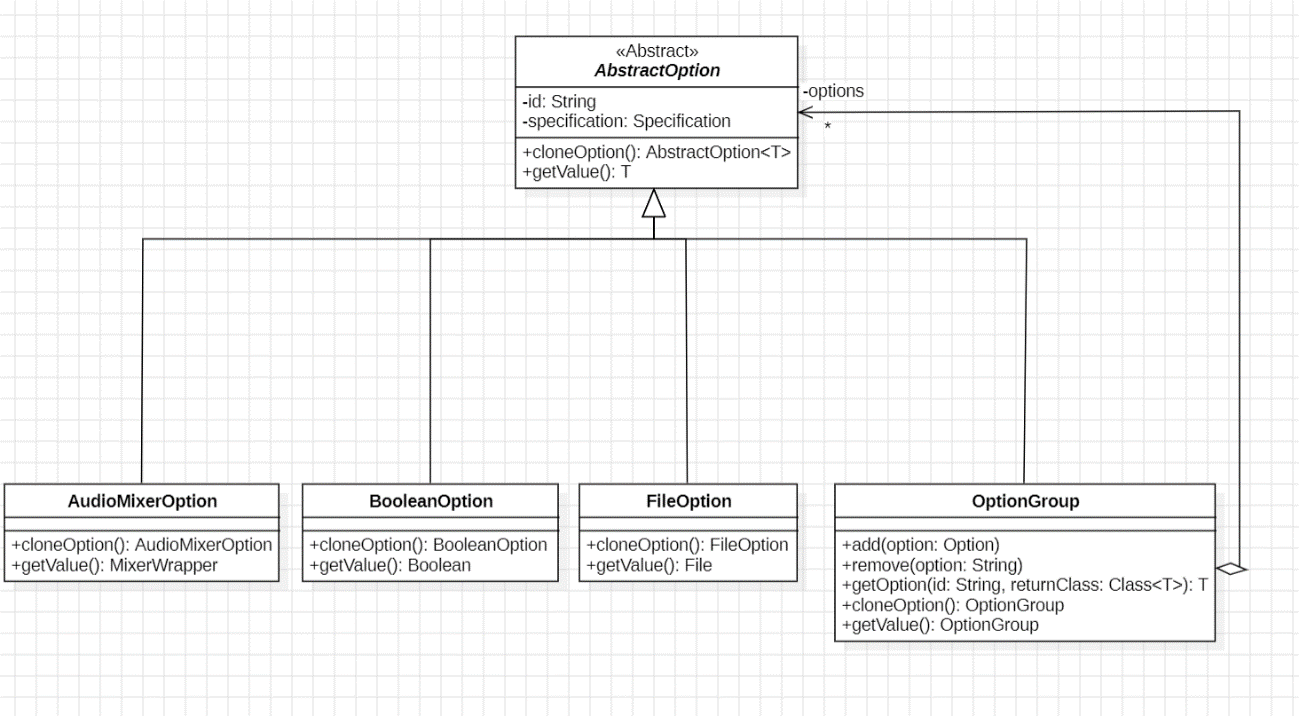 «Abstract»
AbstractOption
-id: String
-specification: Specification
+cloneOption(): AbstractOption<T>
+getValue(): T
-options
*
AudioMixerOption
+cloneOption(): AudioMixerOption
+getValue(): MixerWrapper
BooleanOption
+cloneOption(): BooleanOption
+getValue(): Boolean
FileOption
+cloneOption(): FileOption
+getValue(): File
OptionGroup
+add(option: Option)
+remove(option: String)
+getOption(id: String, returnClass: Class<T>): T
+cloneOption(): OptionGroup
+getValue(): OptionGroup